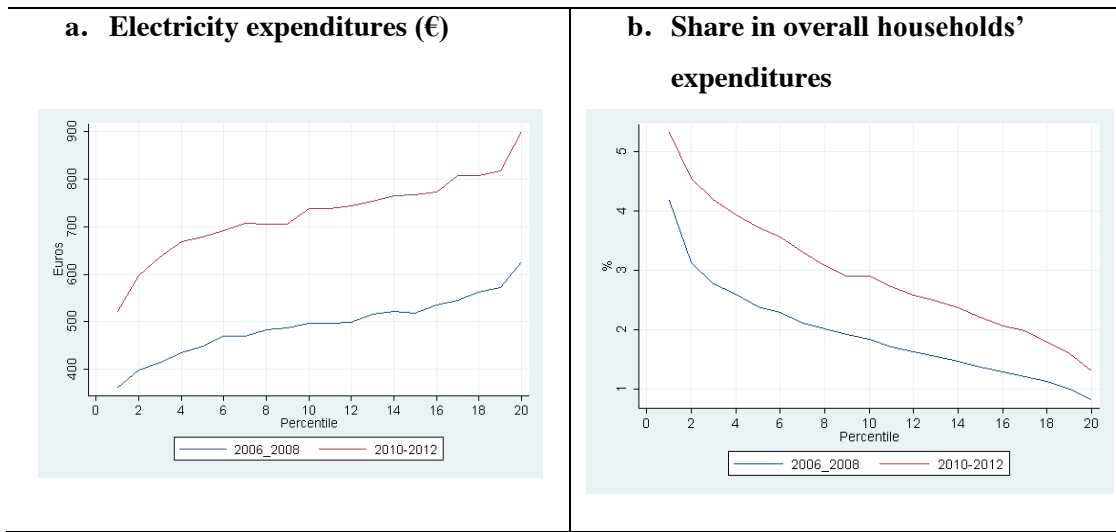 a. Electricity expenditures (€)
b. Share in overall households'
expenditures
900
800
700
600
500
400
Euros
0 2 4 6 8 10 12 14 16 18 20
Percentile
2006_2008 2010-2012
5
4
3
2
1
%
0 2 4 6 8 10 12 14 16 18 20
Percentile
2006_2008 2010-2012